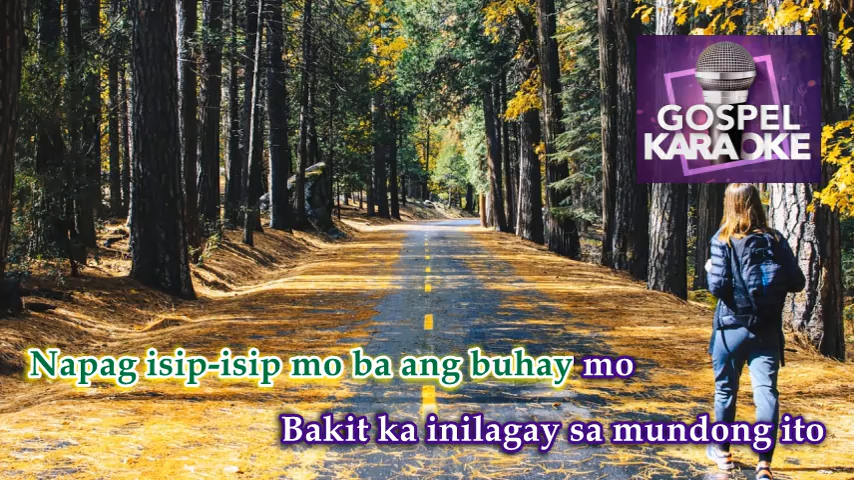 GOSPEL
KARAOKE
Napag isip-isip mo ba ang buhay mo
Bakit ka inilagay sa mundong ito